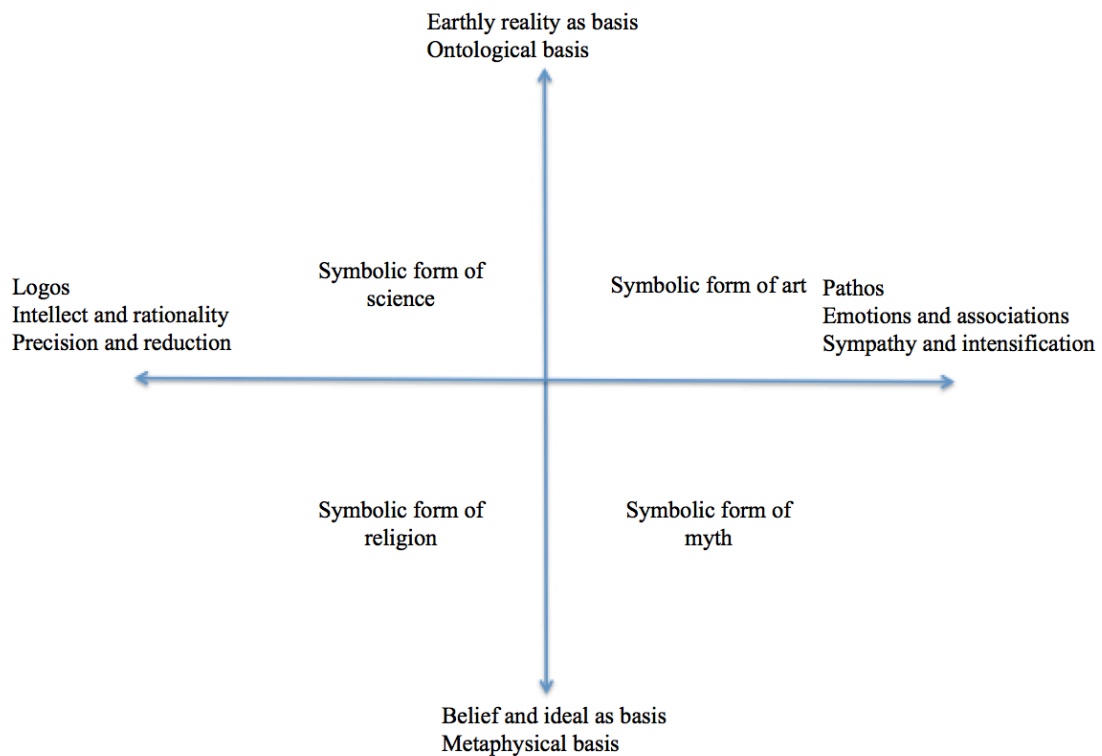 Earthly reality as basis
Ontological basis
Symbolic form of
science
Symbolic form of art
Logos
Intellect and rationality
Precision and reduction
Pathos
Emotions and associations
Sympathy and intensification
Symbolic form of
religion
Symbolic form of
myth
Belief and ideal as basis
Metaphysical basis